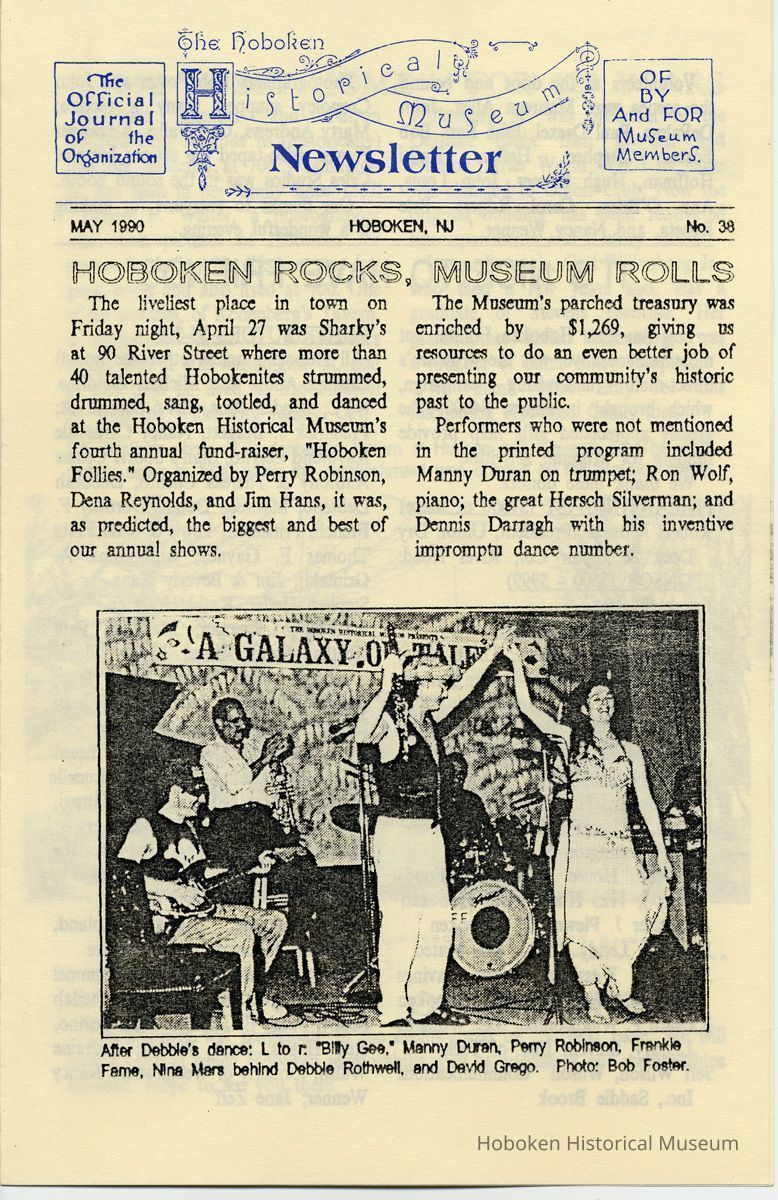 The Hoboken
Historical
Museum
Newsletter
The
Official
Journal
of the
Organization
OF
BY
And FOR
Museum
Members.
MAY 1990 HOBOKEN, NJ No. 38
HOBOKEN ROCKS, MUSEUM ROLLS
The liveliest place in town on
Friday night, April 27 was Sharky's
at 90 River Street where more than
40 talented Hobokenites strummed,
drummed, sang, tootled, and danced
at the Hoboken Historical Museum's
fourth annual fund-raiser, "Hoboken
Follies." Organized by Perry Robinson,
Dena Reynolds, and Jim Hans, it was,
as predicted, the biggest and best of
our annual shows.
The Museum's parched treasury was
enriched by $1,269, giving us
resources to do an even better job of
presenting our community's historic
past to the public.
Performers who were not mentioned
in the printed program included
Manny Duran on trumpet; Ron Wolf,
piano; the great Hersch Silverman; and
Dennis Darragh with his inventive
impromptu dance number.
THE HOBOKEN HISTORICAL MUSEUM PRESENTS
A GALAXY OF TALE
After Debbie's dance: L to r: "Billy Gee," Manny Duran, Perry Robinson, Frankie
Fame, Nina Mars behind Debbie Rothwell, and David Grego. Photo: Bob Foster.
Hoboken Historical Museum